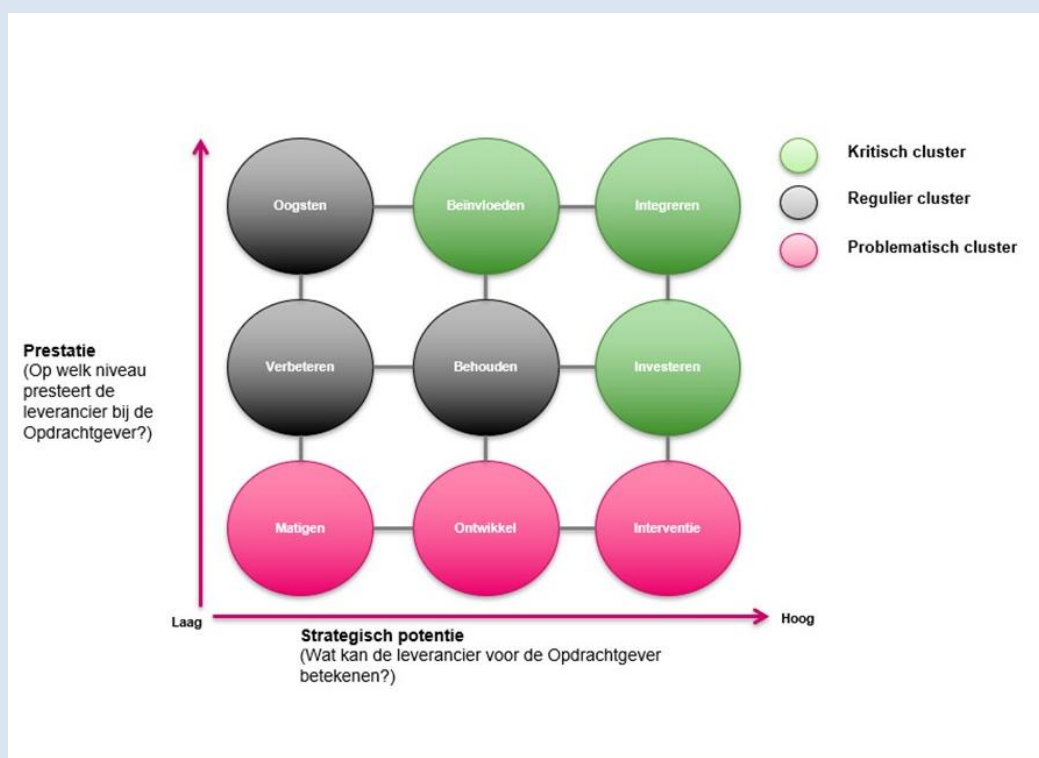 Oogsten
Beïnvloeden
Integreren
Kritisch cluster
Regulier cluster
Problematisch cluster
Prestatie
(Op welk niveau
presteert de
leverancier bij de
Opdrachtgever?)
Verbeteren
Behouden
Investeren
Matigen
Ontwikkel
Interventie
Laag
Hoog
Strategisch potentie
(Wat kan de leverancier voor de Opdrachtgever
betekenen?)